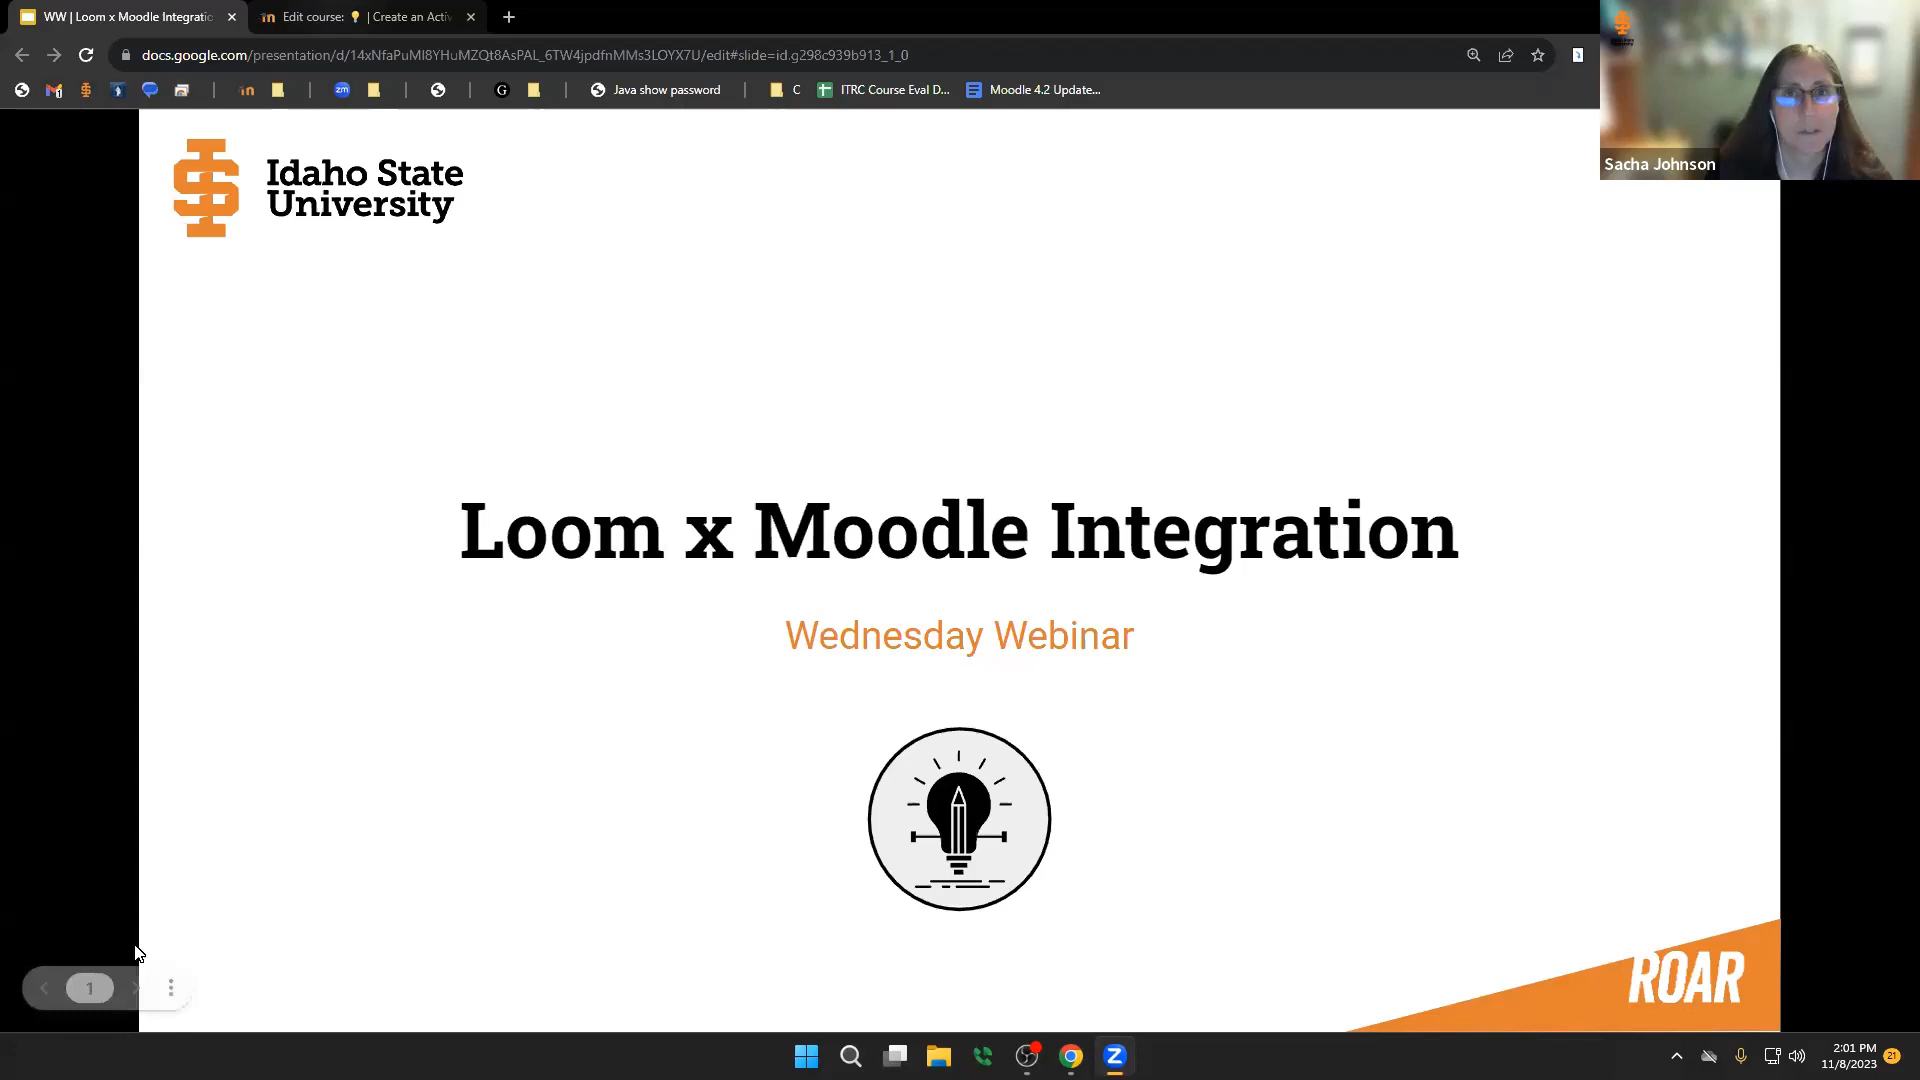 WW | Loom x Moodle Integratio
Edit course: 💡 | Create an Activ
docs.google.com/presentation/d/14xNfaPuMl8YHuMZQt8AsPAL_6TW4jpdfnMMs3LOYX7U/edit#slide=id.g298c939b913_1_0
Java show password
C
ITRC Course Eval D...
Moodle 4.2 Update...
Sacha Johnson
Idaho State
University
Loom x Moodle Integration
Wednesday Webinar
1
ROAR
2:01 PM
11/8/2023
21